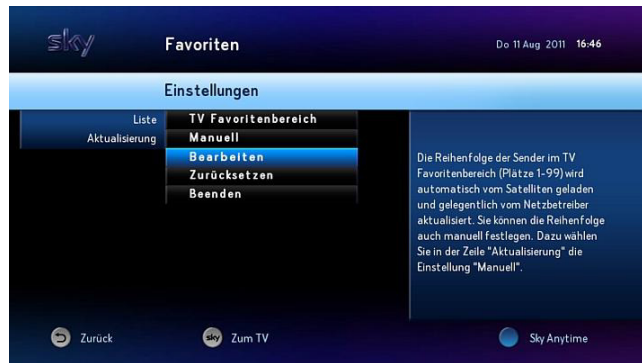 sky Favoriten Do 11 Aug 2011 16:46
Einstellungen
Liste TV Favoritenbereich
Aktualisierung Manuell
Bearbeiten
Zurücksetzen
Beenden
Die Reihenfolge der Sender im TV
Favoritenbereich (Plätze 1-99) wird
automatisch vom Satelliten geladen
und gelegentlich vom Netzbetreiber
aktualisiert. Sie können die Reihenfolge
auch manuell festlegen. Dazu wählen
Sie in der Zeile "Aktualisierung" die
Einstellung "Manuell".
Zurück sky Zum TV Sky Anytime